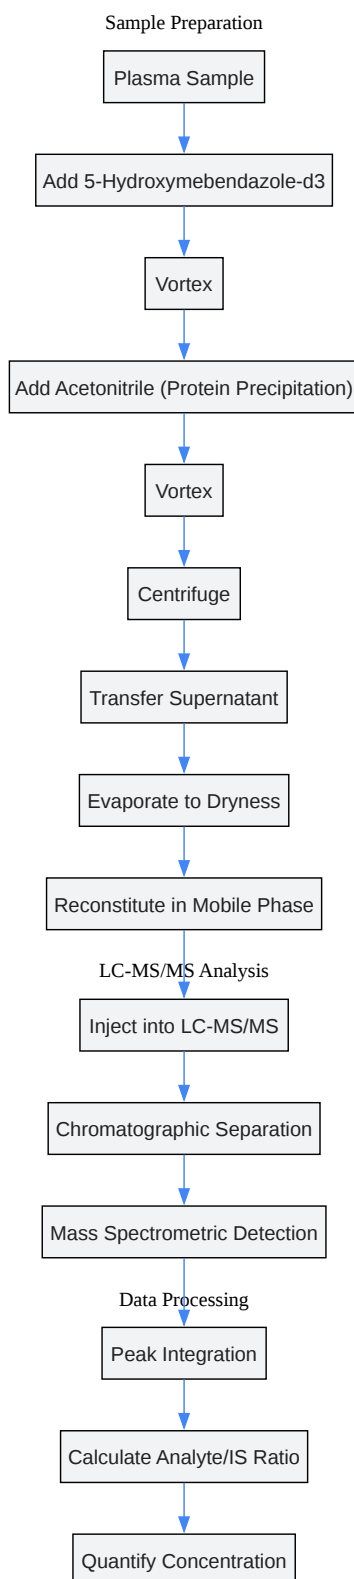 Sample Preparation
Plasma Sample
Add 5-Hydroxymebendazole-d3
Vortex
Add Acetonitrile (Protein Precipitation)
Vortex
Centrifuge
Transfer Supernatant
Evaporate to Dryness
Reconstitute in Mobile Phase
LC-MS/MS Analysis
Inject into LC-MS/MS
Chromatographic Separation
Mass Spectrometric Detection
Data Processing
Peak Integration
Calculate Analyte/IS Ratio
Quantify Concentration